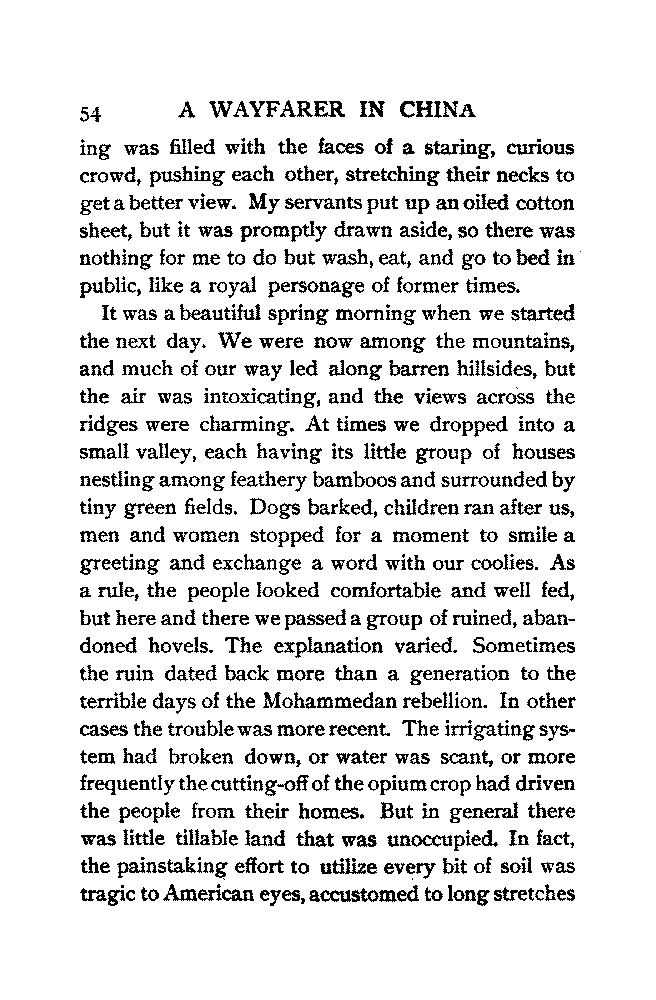 54 A WAYFARER IN CHINA
ing was filled with the faces of a staring, curious
crowd, pushing each other, stretching their necks to
get a better view. My servants put up an oiled cotton
sheet, but it was promptly drawn aside, so there was
nothing for me to do but wash, eat, and go to bed in
public, like a royal personage of former times.
It was a beautiful spring morning when we started
the next day. We were now among the mountains,
and much of our way led along barren hillsides, but
the air was intoxicating, and the views across the
ridges were charming. At times we dropped into a
small valley, each having its little group of houses
nestling among feathery bamboos and surrounded by
tiny green fields. Dogs barked, children ran after us,
men and women stopped for a moment to smile a
greeting and exchange a word with our coolies. As
a rule, the people looked comfortable and well fed,
but here and there we passed a group of ruined, aban-
doned hovels. The explanation varied. Sometimes
the ruin dated back more than a generation to the
terrible days of the Mohammedan rebellion. In other
cases the trouble was more recent. The irrigating sys-
tem had broken down, or water was scant, or more
frequently the cutting-off of the opium crop had driven
the people from their homes. But in general there
was little tillable land that was unoccupied. In fact,
the painstaking effort to utilize every bit of soil was
tragic to American eyes, accustomed to long stretches